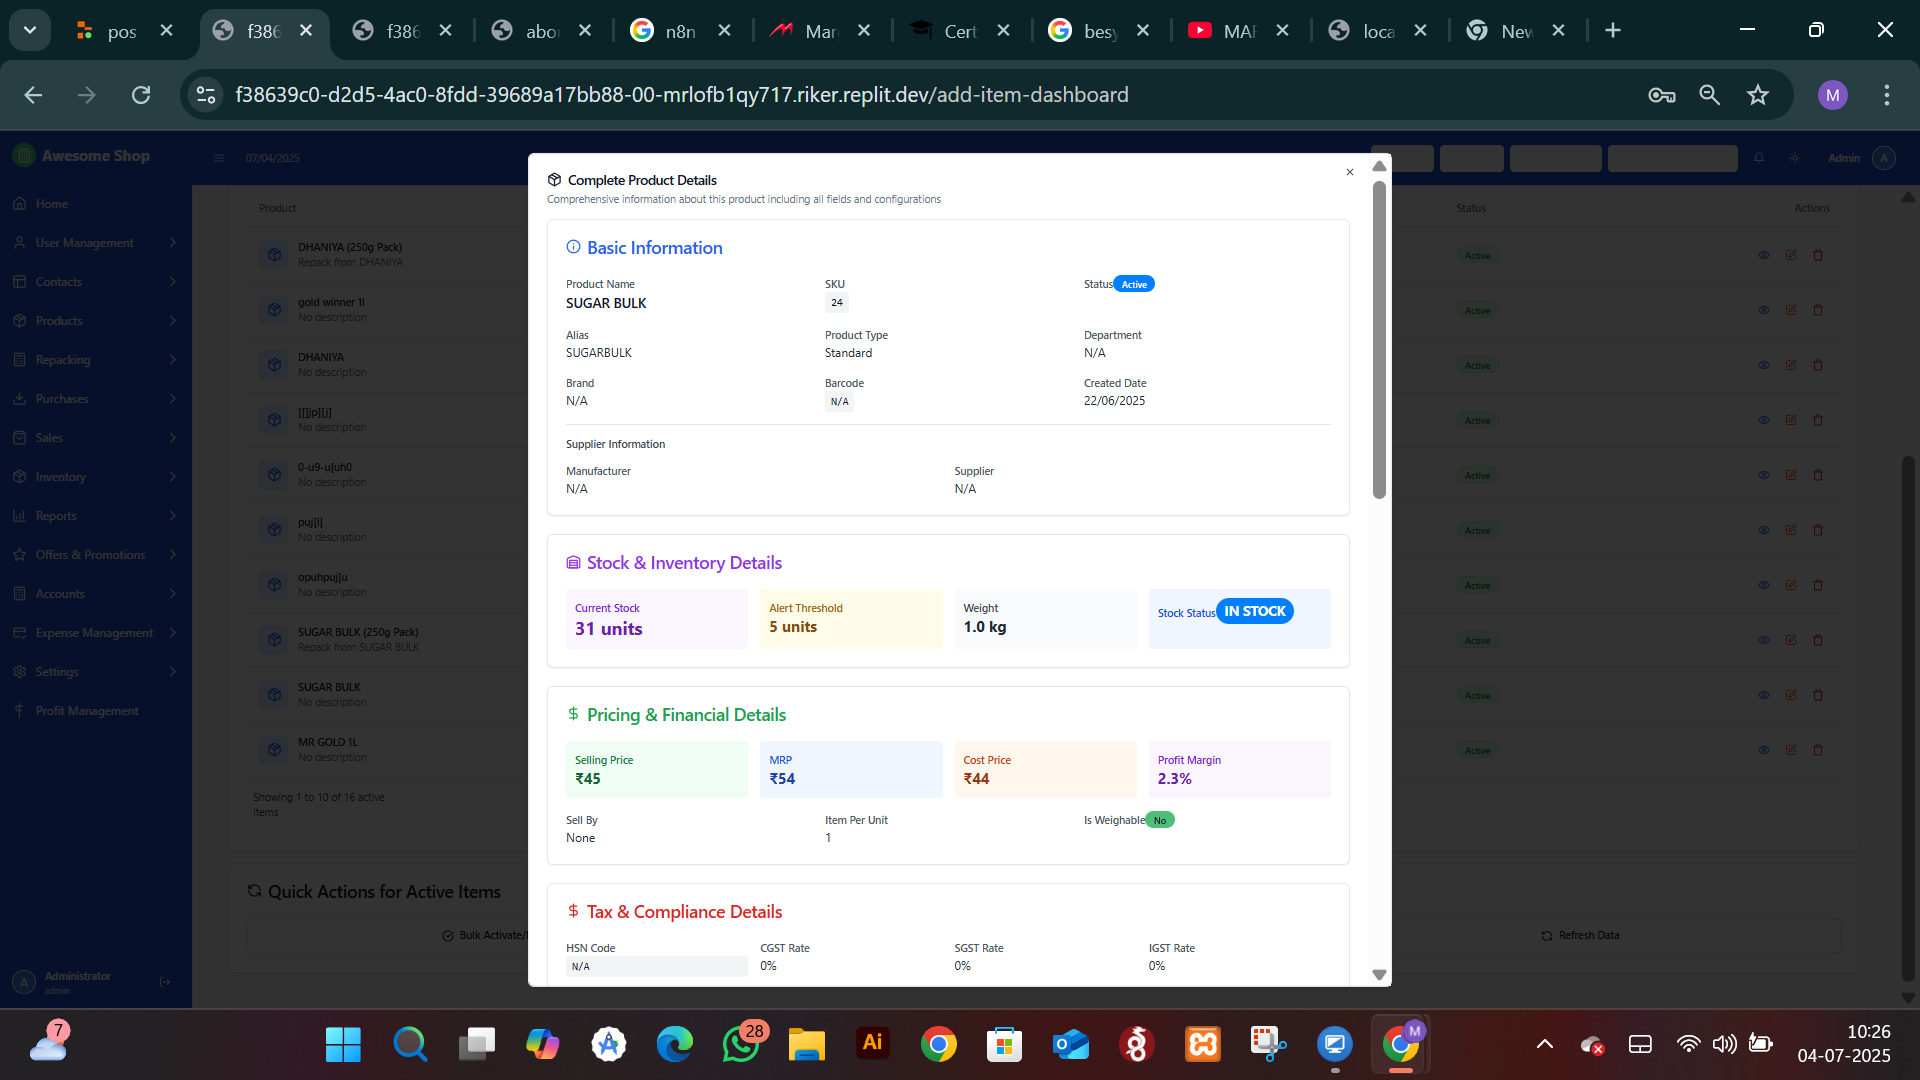 pos
f386
f386
abo
n8n
Mar
Cert
besy
MAF
loca
New
f38639c0-d2d5-4ac0-8fdd-39689a17bb88-00-mrlofb1qy717.riker.replit.dev/add-item-dashboard
M
Awesome Shop
07/04/2025
Admin
A
Home
User Management
Contacts
Products
Repacking
Purchases
Sales
Inventory
Reports
Offers & Promotions
Accounts
Expense Management
Settings
Profit Management
A
Administrator
admin
Product
Status
Actions
DHANIYA (250g Pack)
Repack from DHANIYA
Active
gold winner 1l
No description
Active
DHANIYA
No description
Active
[[]jp][j]
No description
Active
0-u9-u[uh0
No description
Active
puj[i[
No description
Active
opuhpuj[u
No description
Active
SUGAR BULK (250g Pack)
Repack from SUGAR BULK
Active
SUGAR BULK
No description
Active
MR GOLD 1L
No description
Active
Showing 1 to 10 of 16 active
items
Quick Actions for Active Items
Bulk Activate/
Refresh Data
Complete Product Details
Comprehensive information about this product including all fields and configurations
Basic Information
Product Name
SUGAR BULK
SKU
24
Status Active
Alias
SUGARBULK
Product Type
Standard
Department
N/A
Brand
N/A
Barcode
N/A
Created Date
22/06/2025
Supplier Information
Manufacturer
N/A
Supplier
N/A
Stock & Inventory Details
Current Stock
31 units
Alert Threshold
5 units
Weight
1.0 kg
Stock Status IN STOCK
$ Pricing & Financial Details
Selling Price
₹45
MRP
₹54
Cost Price
₹44
Profit Margin
2.3%
Sell By
None
Item Per Unit
1
Is Weighable No
$ Tax & Compliance Details
HSN Code
N/A
CGST Rate
0%
SGST Rate
0%
IGST Rate
0%
7
28
Ai
M
10:26
04-07-2025